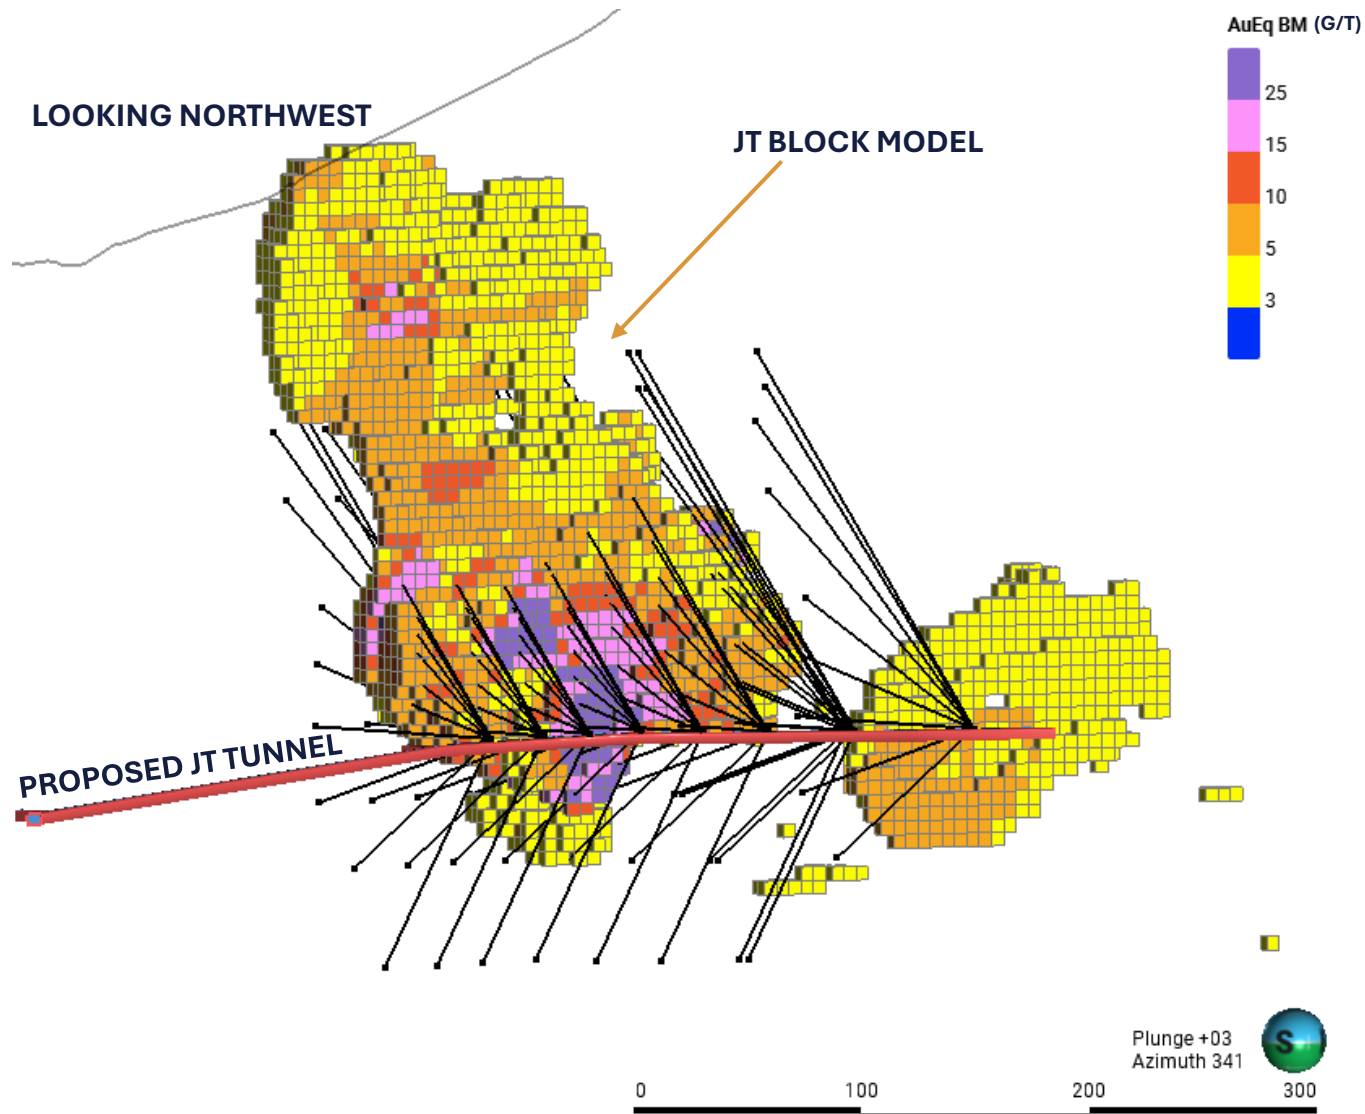 AuEq BM (G/T)
25
15
10
5
3
LOOKING NORTHWEST
JT BLOCK MODEL
PROPOSED JT TUNNEL
Plunge +03
Azimuth 341
S
0 100 200 300